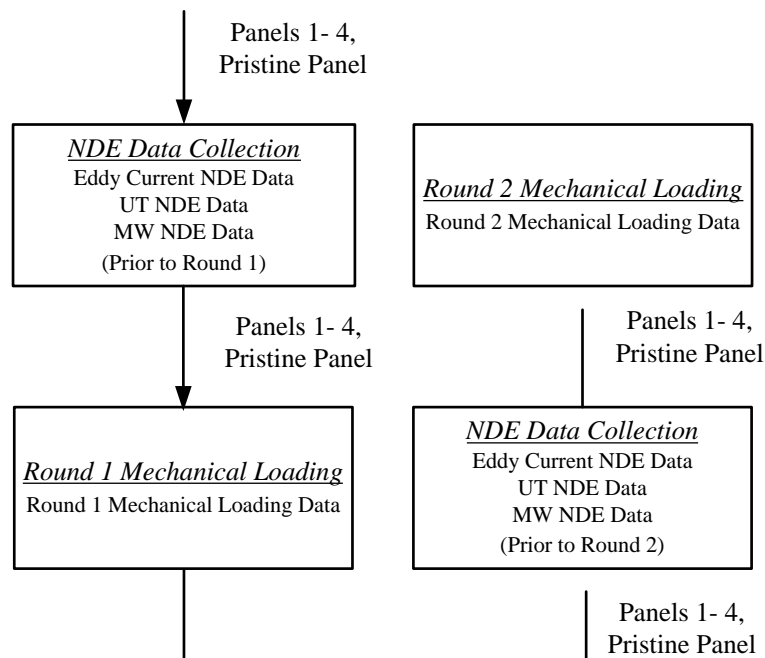 Panels 1- 4,
Pristine Panel
NDE Data Collection
Eddy Current NDE Data
UT NDE Data
MW NDE Data
(Prior to Round 1)
Panels 1- 4,
Pristine Panel
Round 1 Mechanical Loading
Round 1 Mechanical Loading Data
Round 2 Mechanical Loading
Round 2 Mechanical Loading Data
Panels 1- 4,
Pristine Panel
NDE Data Collection
Eddy Current NDE Data
UT NDE Data
MW NDE Data
(Prior to Round 2)
Panels 1- 4,
Pristine Panel